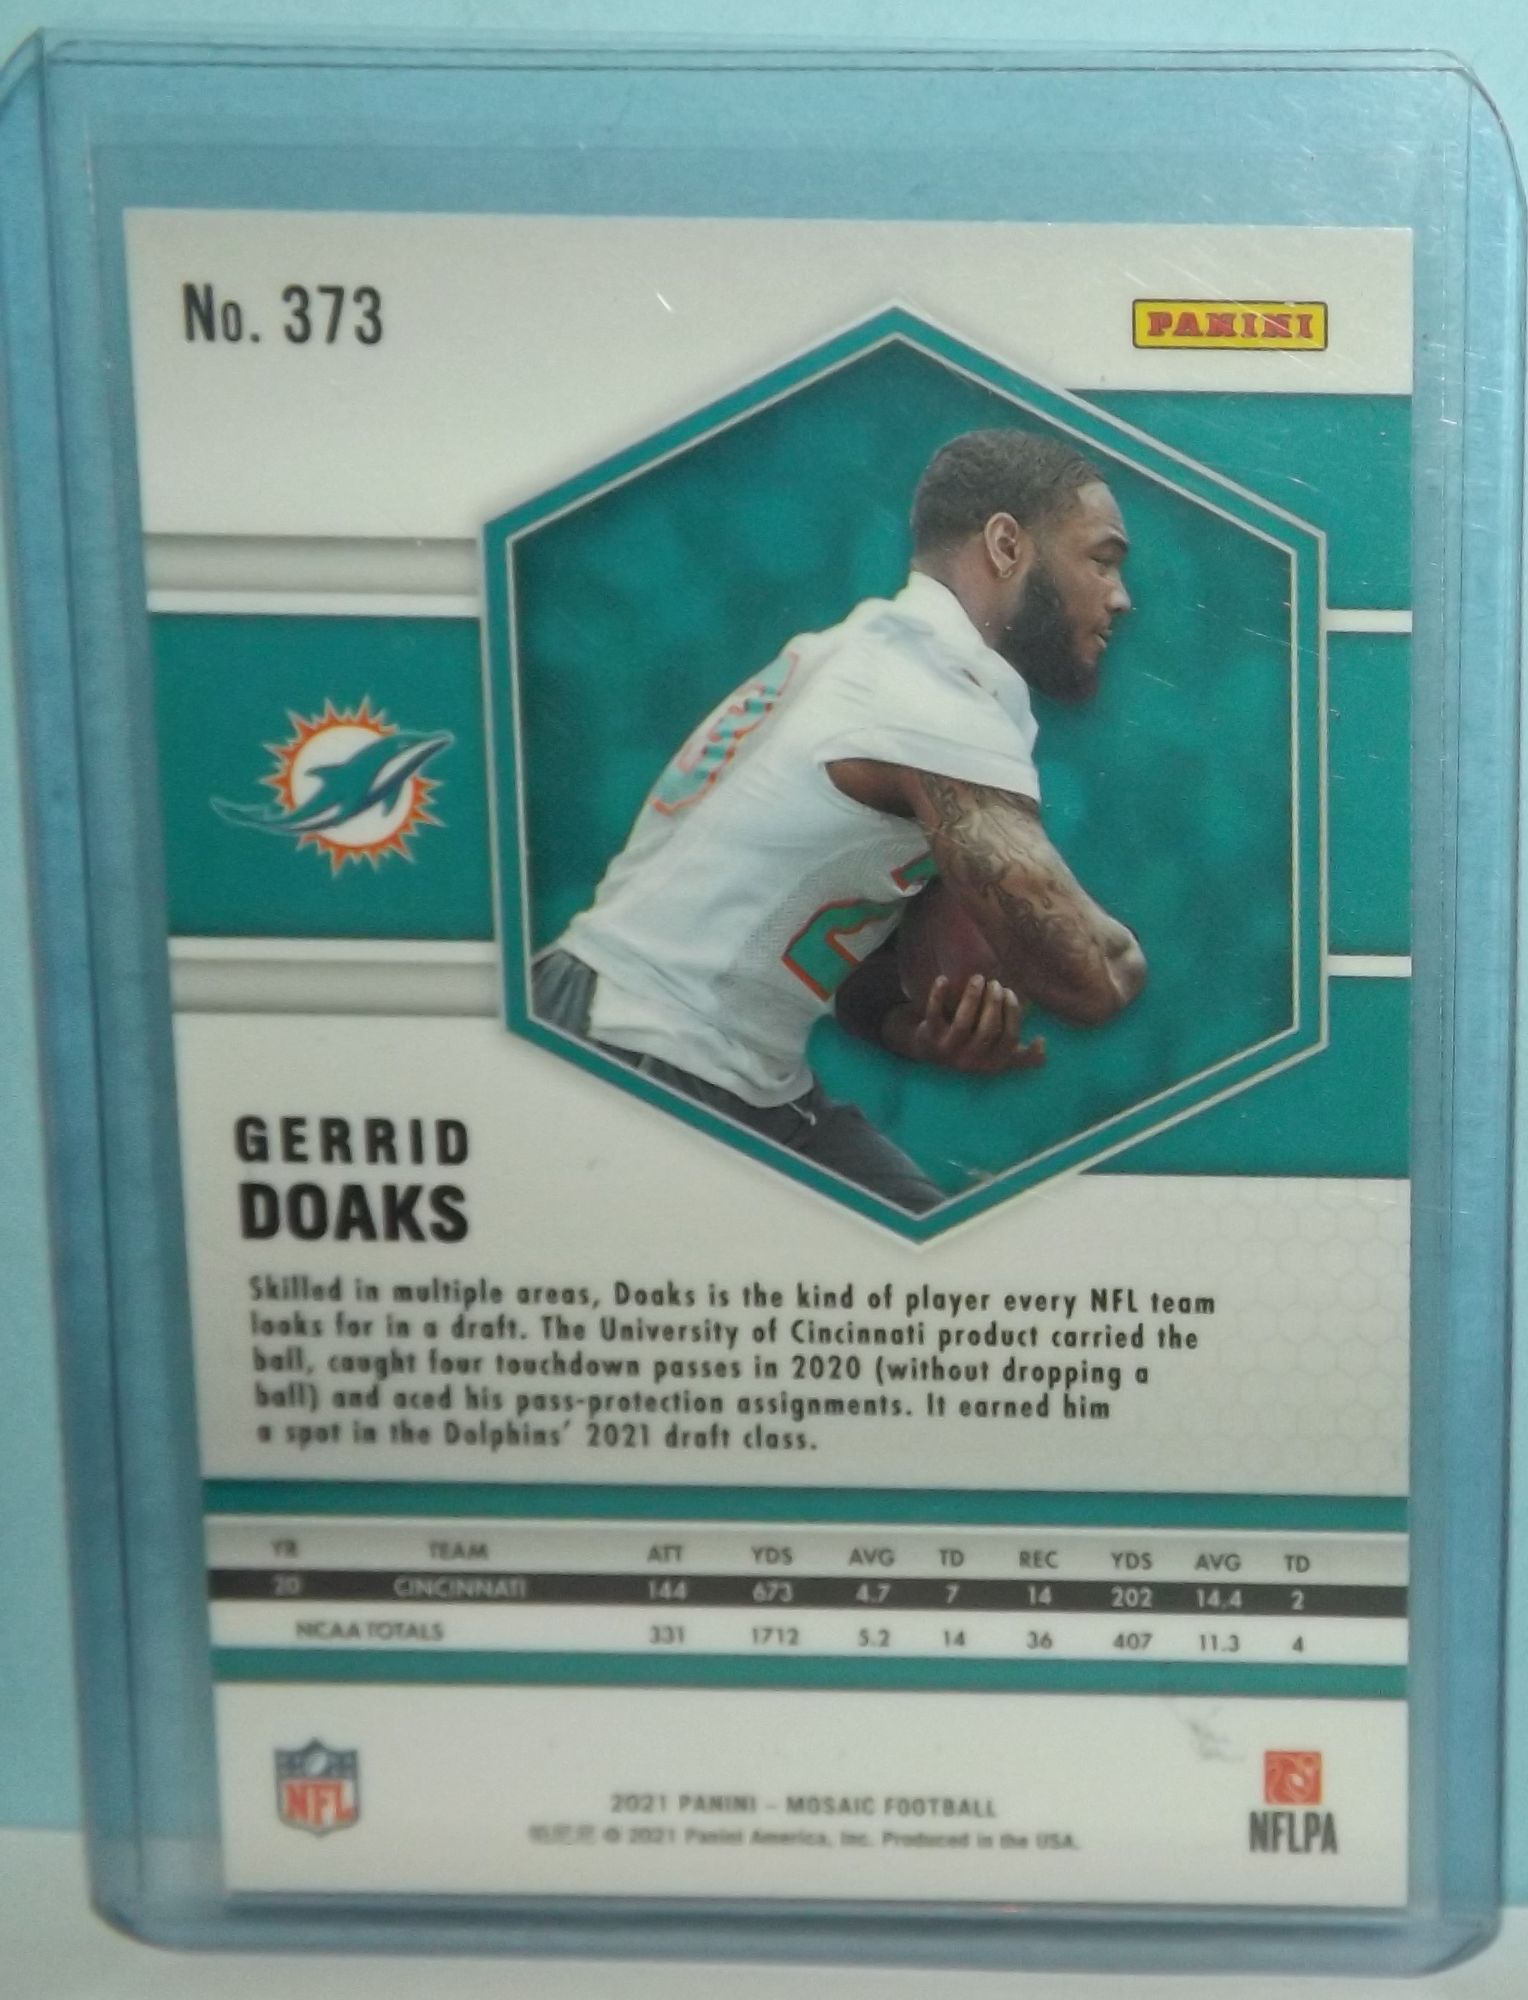 No. 373
PANINI
GERRID
DOAKS
Skilled in multiple areas, Doaks is the kind of player every NFL team
looks for in a draft. The University of Cincinnati product carried the
ball, caught four touchdown passes in 2020 (without dropping a
ball) and aced his pass-protection assignments. It earned him
a spot in the Dolphins' 2021 draft class.
YR TEAM ATT YDS AVG TD REC YDS AVG TD
20 CINCINNATI 144 673 4.7 7 14 202 14.4 2
NCAA TOTALS 331 1712 5.2 14 36 407 11.3 4
NFL
2021 PANINI – MOSAIC FOOTBALL
帕尼尼 © 2021 Panini America, Inc. Produced in the USA.
NFLPA